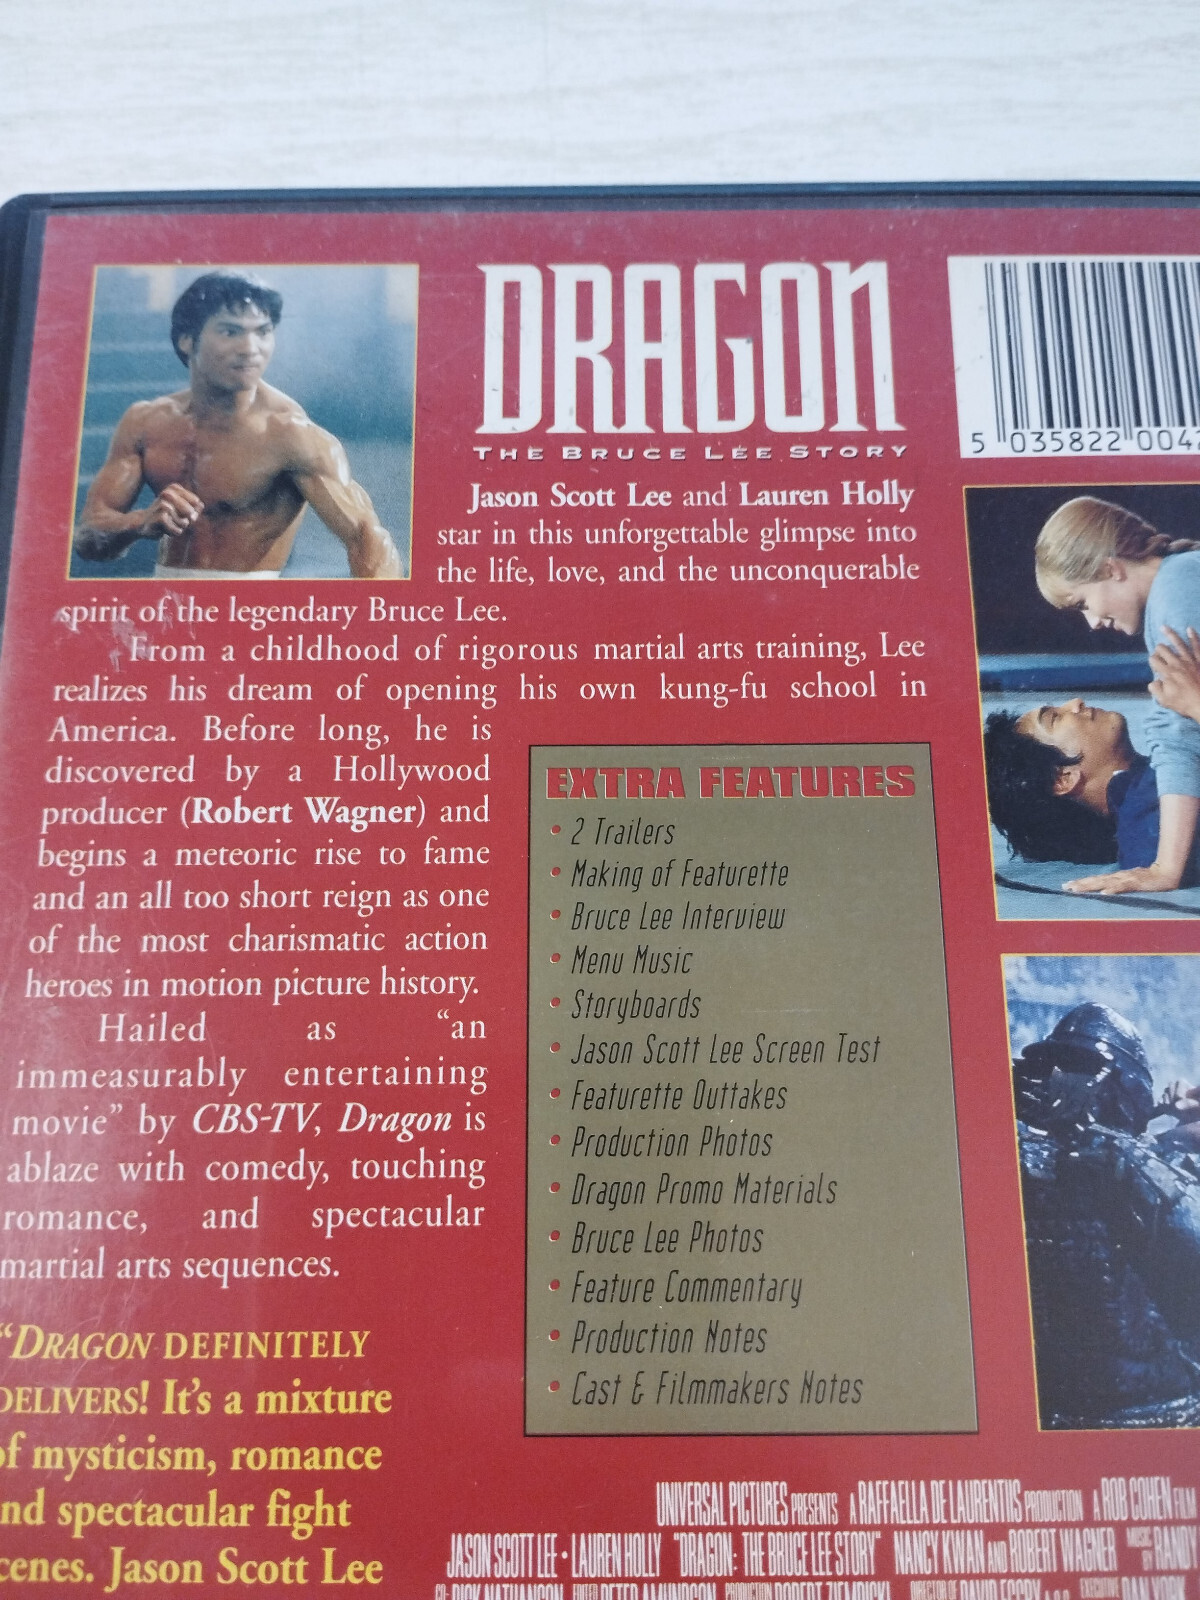 DRAGON
THE BRUCE LEE STORY
5 035822 004
Jason Scott Lee and Lauren Holly
star in this unforgettable glimpse into
the life, love, and the unconquerable
spirit of the legendary Bruce Lee.
From a childhood of rigorous martial arts training, Lee
realizes his dream of opening his own kung-fu school in
America. Before long, he is
discovered by a Hollywood
producer (Robert Wagner) and
begins a meteoric rise to fame
and an all too short reign as one
of the most charismatic action
heroes in motion picture history.
Hailed as “an
immeasurably entertaining
movie” by CBS-TV, Dragon is
ablaze with comedy, touching
romance, and spectacular
martial arts sequences.
“DRAGON DEFINITELY
DELIVERS! It's a mixture
of mysticism, romance
nd spectacular fight
cenes. Jason Scott Lee
EXTRA FEATURES
• 2 Trailers
• Making of Featurette
• Bruce Lee Interview
• Menu Music
• Storyboards
• Jason Scott Lee Screen Test
• Featurette Outtakes
• Production Photos
• Dragon Promo Materials
• Bruce Lee Photos
• Feature Commentary
• Production Notes
• Cast & Filmmakers Notes
UNIVERSAL PICTURES PRESENTS A RAFFAELLA DE LAURENTIIS PRODUCTION A ROB COHEN FILM
JASON SCOTT LEE • LAUREN HOLLY "DRAGON: THE BRUCE LEE STORY" NANCY KWAN AND ROBERT WAGNER MUSIC BY RANDY